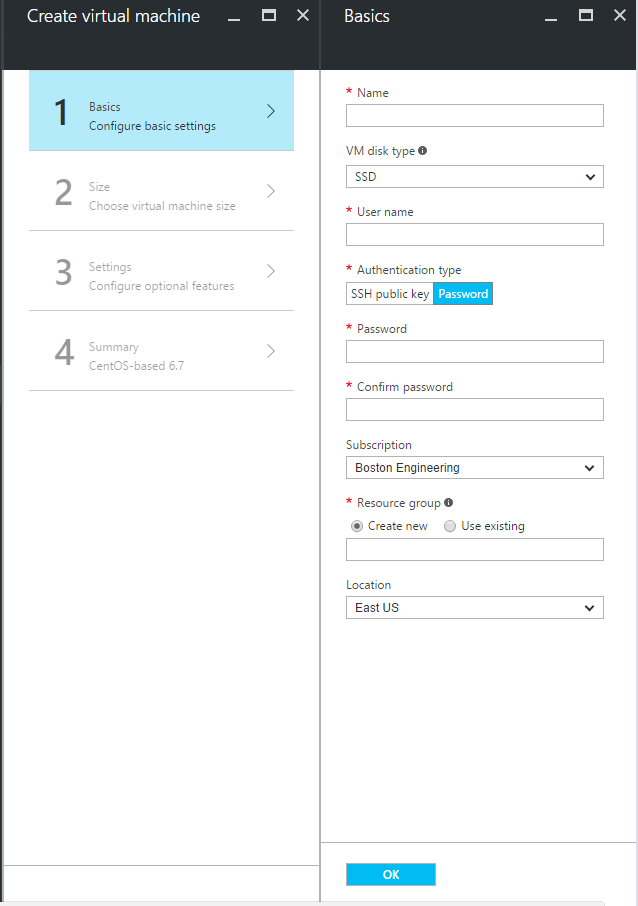 Create virtual machine
1
Basics
Configure basic settings
2
Size
Choose virtual machine size
3
Settings
Configure optional features
4
Summary
CentOS-based 6.7
Basics
* Name
VM disk type
SSD
* User name
* Authentication type
SSH public key Password
* Password
* Confirm password
Subscription
Boston Engineering
* Resource group
Create new Use existing
Location
East US
OK